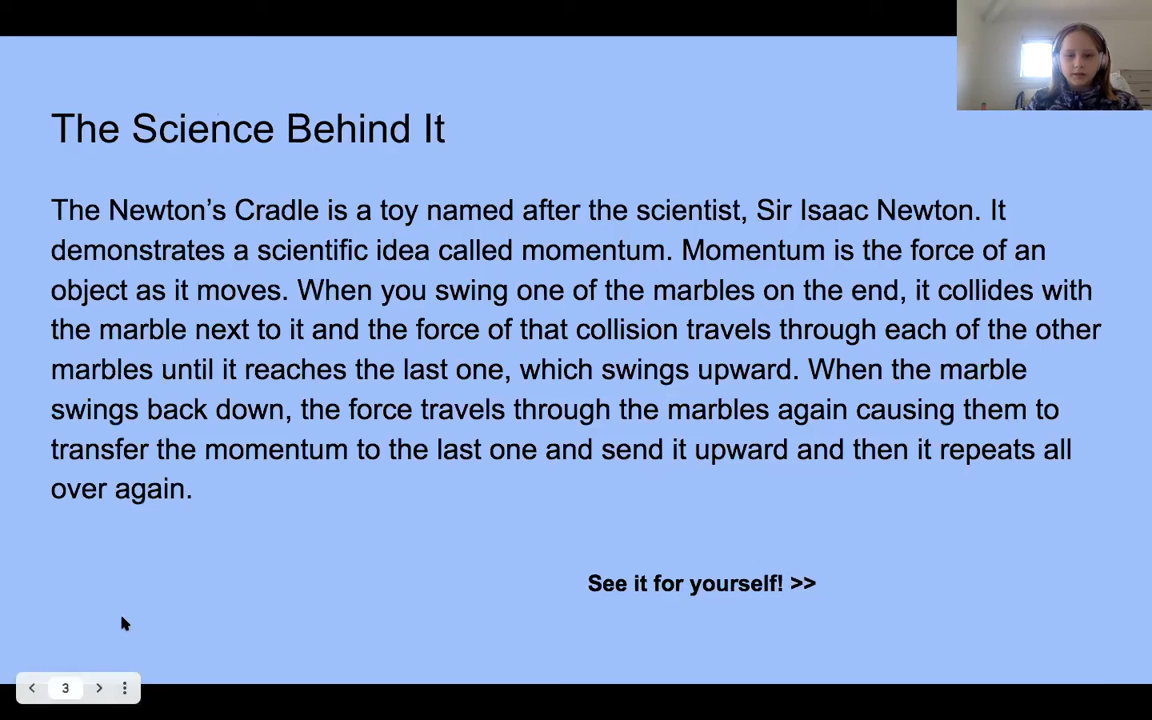 The Science Behind It
The Newton's Cradle is a toy named after the scientist, Sir Isaac Newton. It
demonstrates a scientific idea called momentum. Momentum is the force of an
object as it moves. When you swing one of the marbles on the end, it collides with
the marble next to it and the force of that collision travels through each of the other
marbles until it reaches the last one, which swings upward. When the marble
swings back down, the force travels through the marbles again causing them to
transfer the momentum to the last one and send it upward and then it repeats all
over again.
See it for yourself! >>
3